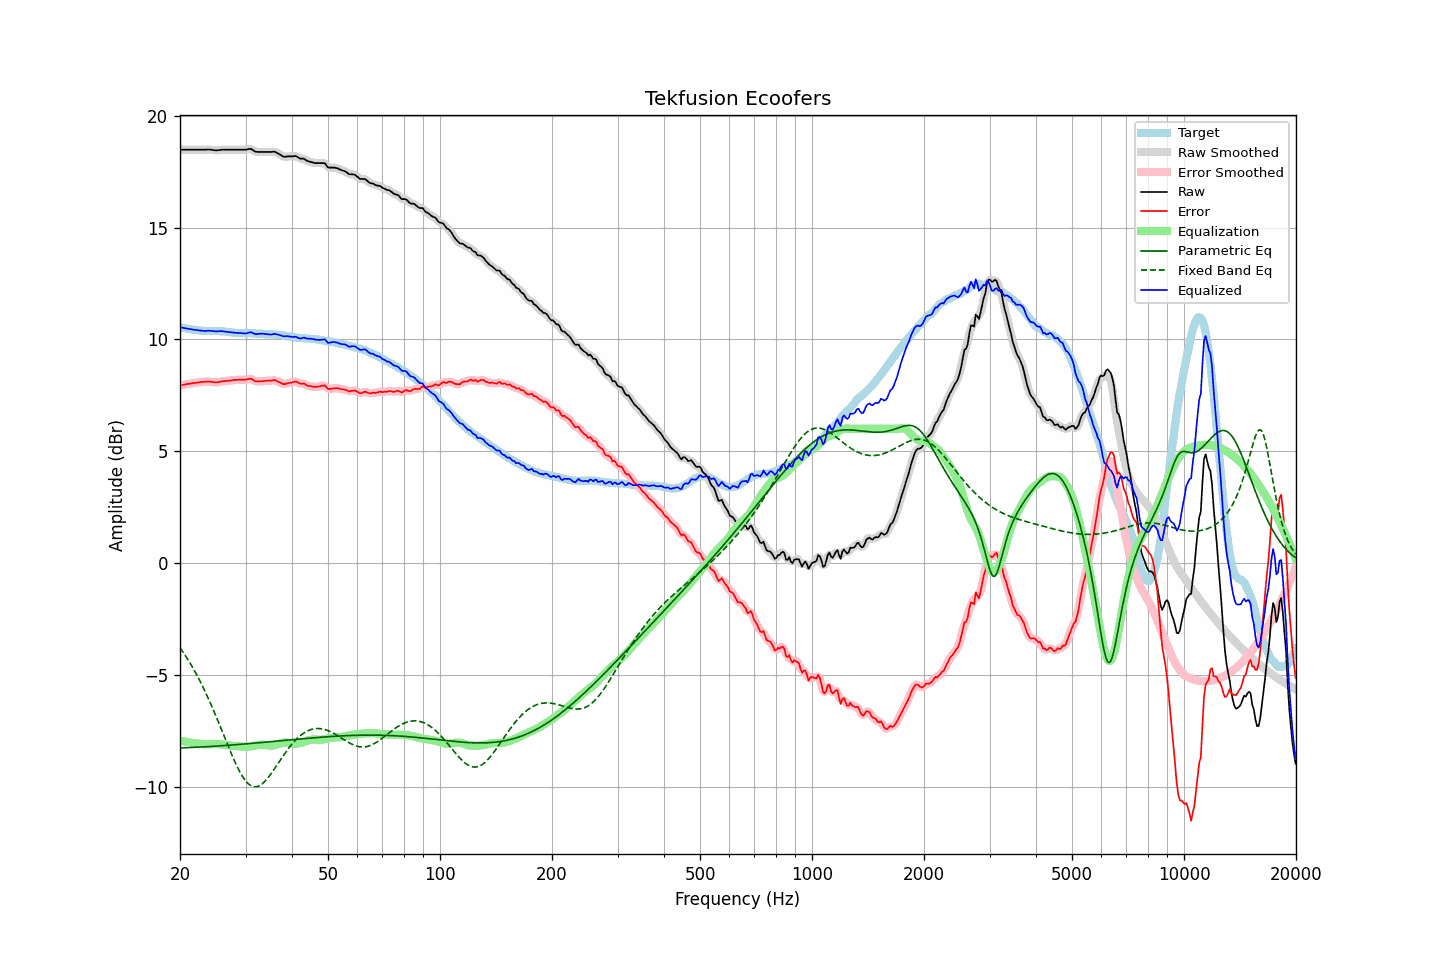 Tekfusion Ecoofers
20
15
10
5
0
−5
−10
Amplitude (dBr)
Target
Raw Smoothed
Error Smoothed
Raw
Error
Equalization
Parametric Eq
Fixed Band Eq
Equalized
20 50 100 200 500 1000 2000 5000 10000 20000
Frequency (Hz)